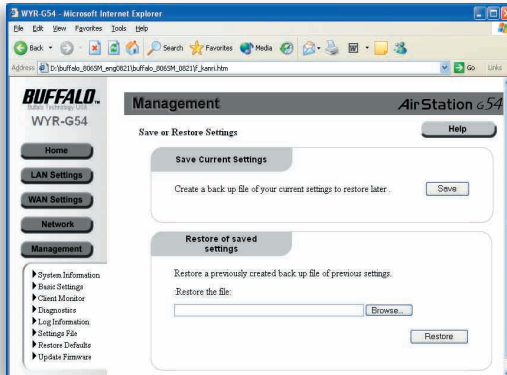 WYR-G54 - Microsoft Internet Explorer
File Edit View Favorites Tools Help
Back Search Favorites Media
Address D:\buffalo_8065M_eng0821\buffalo_8065M_0821\f_kanri.htm Go Links
BUFFALO™
Buffalo Technology USA
WYR-G54
Management
AirStation G54
Save or Restore Settings
Help
Home
LAN Settings
WAN Settings
Network
Management
System Information
Basic Settings
Client Monitor
Diagnostics
Log Information
Settings File
Restore Defaults
Update Firmware
Save Current Settings
Create a back up file of your current settings to restore later .
Save
Restore of saved
settings
Restore a previously created back up file of previous settings.
:Restore the file:
Browse...
Restore